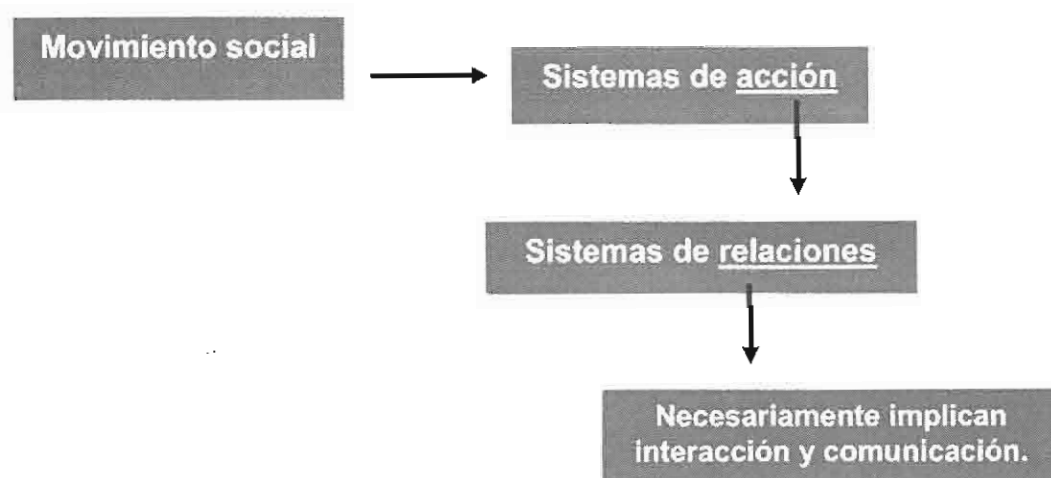 Movimiento social
Sistemas de acción
Sistemas de relaciones
Necesariamente implican
interacción y comunicación.